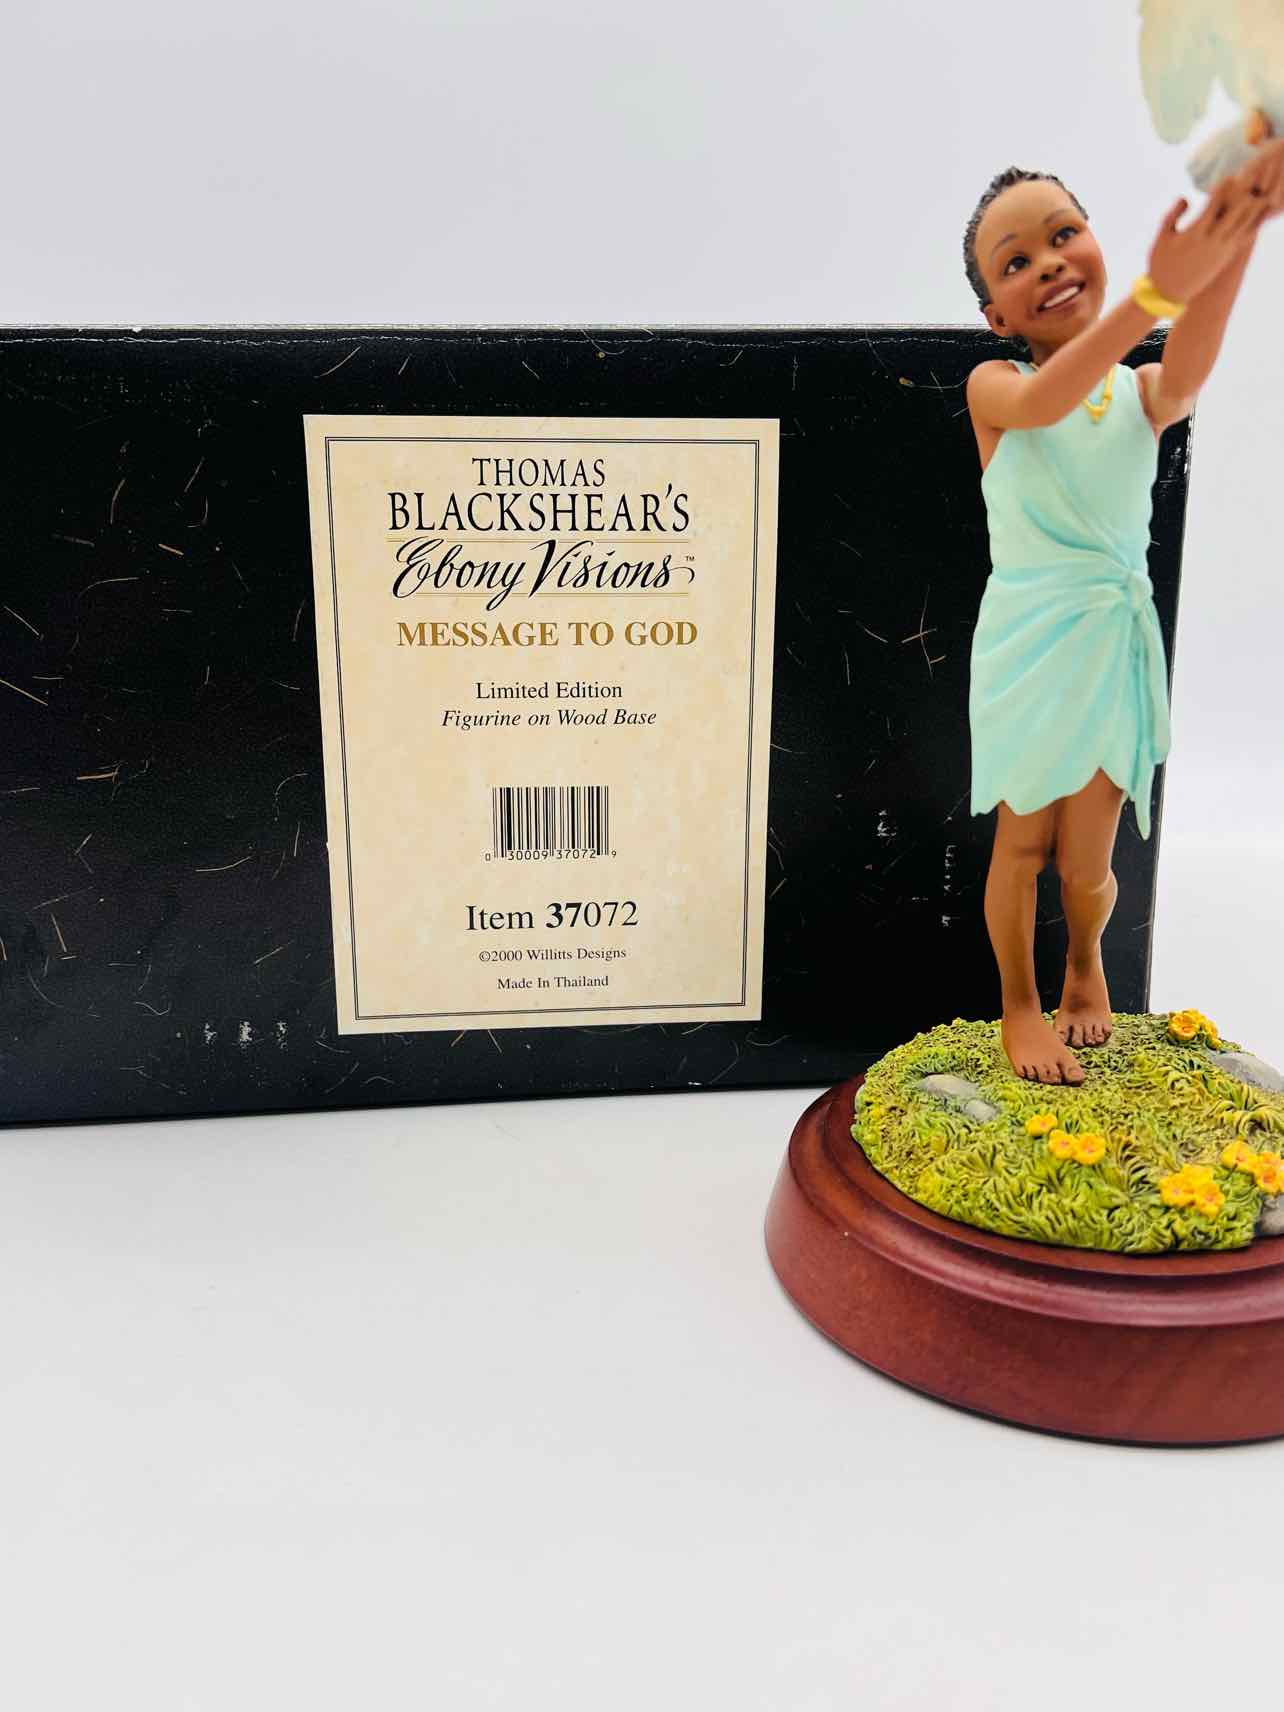 THOMAS
BLACKSHEAR'S
Ebony Visions™
MESSAGE TO GOD
Limited Edition
Figurine on Wood Base
0 30009 37072 9
Item 37072
©2000 Willitts Designs
Made In Thailand